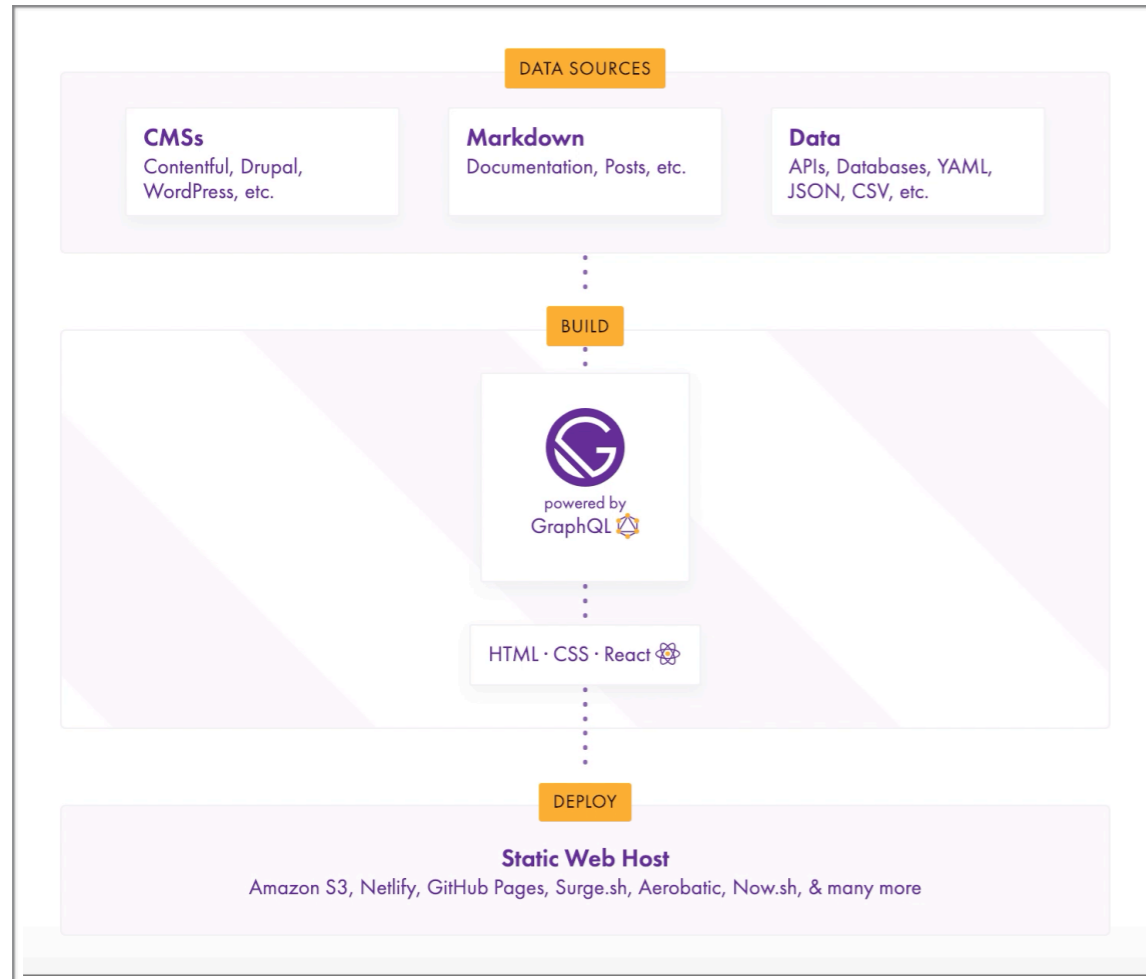 DATA SOURCES
CMSs
Contentful, Drupal,
WordPress, etc.
Markdown
Documentation, Posts, etc.
Data
APIs, Databases, YAML,
JSON, CSV, etc.
BUILD
powered by
GraphQL
HTML · CSS · React
DEPLOY
Static Web Host
Amazon S3, Netlify, GitHub Pages, Surge.sh, Aerobatic, Now.sh, & many more